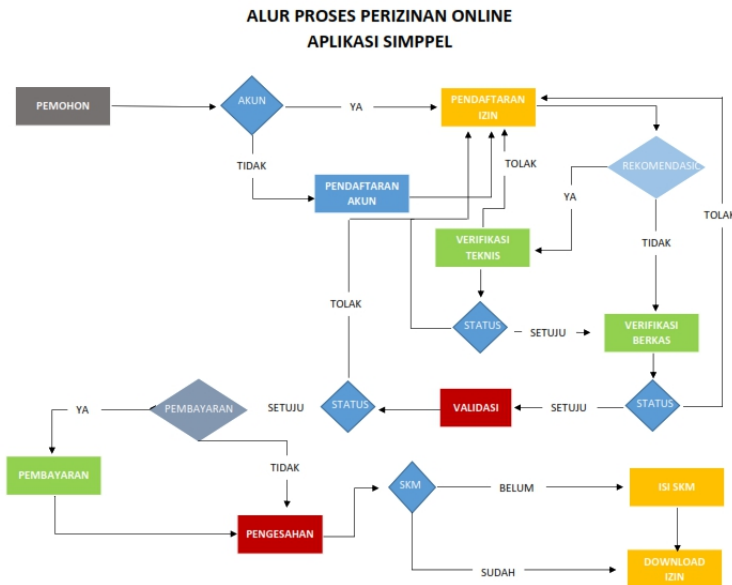 ALUR PROSES PERIZINAN ONLINE
APLIKASI SIMPPEL
PEMOHON
AKUN
YA
PENDAFTARAN
IZIN
TIDAK
PENDAFTARAN
AKUN
TOLAK
REKOMENDASIC
YA
TOLAK
VERIFIKASI
TEKNIS
TIDAK
TOLAK
STATUS
SETUJU
VERIFIKASI
BERKAS
YA
PEMBAYARAN
SETUJU
STATUS
VALIDASI
SETUJU
STATUS
PEMBAYARAN
TIDAK
SKM
BELUM
ISI SKM
PENGESAHAN
SUDAH
DOWNLOAD
IZIN